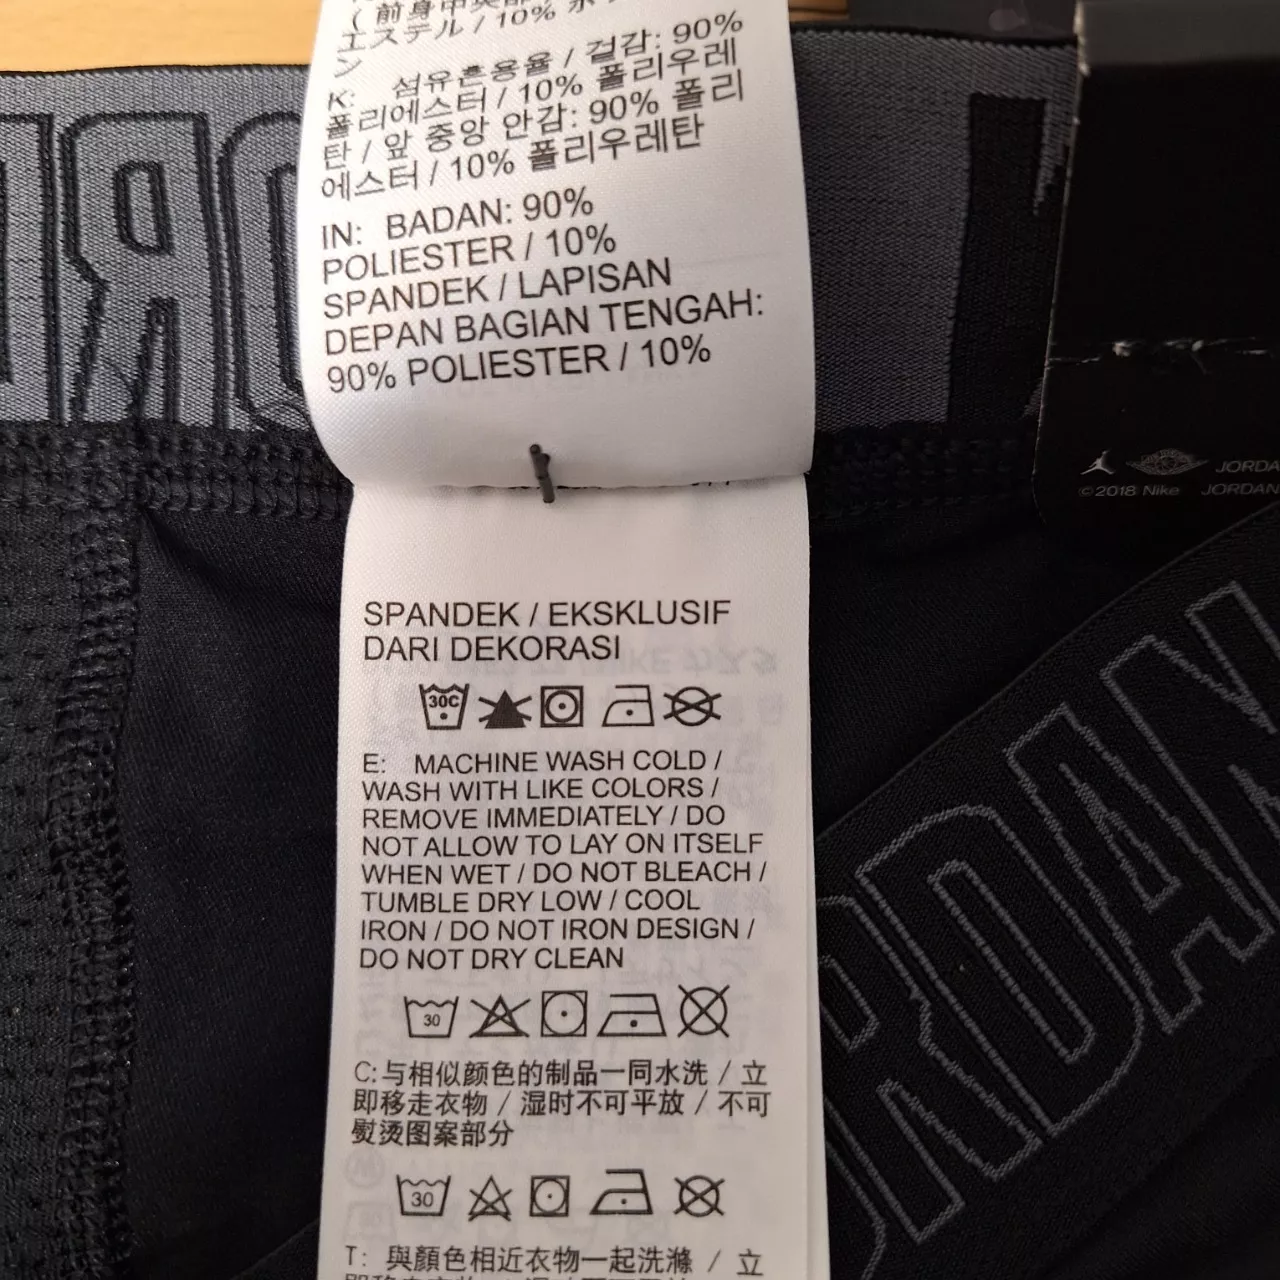 (前身中央部
エステル / 10% ポ
ン
K: 섬유혼용율 / 겉감: 90%
폴리에스터 / 10% 폴리우레
탄 / 앞 중앙 안감: 90% 폴리
에스터 / 10% 폴리우레탄
IN: BADAN: 90%
POLIESTER / 10%
SPANDEK / LAPISAN
DEPAN BAGIAN TENGAH:
90% POLIESTER / 10%
SPANDEK / EKSKLUSIF
DARI DEKORASI
30C
E: MACHINE WASH COLD /
WASH WITH LIKE COLORS /
REMOVE IMMEDIATELY / DO
NOT ALLOW TO LAY ON ITSELF
WHEN WET / DO NOT BLEACH /
TUMBLE DRY LOW / COOL
IRON / DO NOT IRON DESIGN /
DO NOT DRY CLEAN
30
C:与相似颜色的制品一同水洗 / 立
即移走衣物 / 湿时不可平放 / 不可
熨烫图案部分
30
T: 與顏色相近衣物一起洗滌 / 立
JORDA
©2018 Nike JORDAN
RDAN